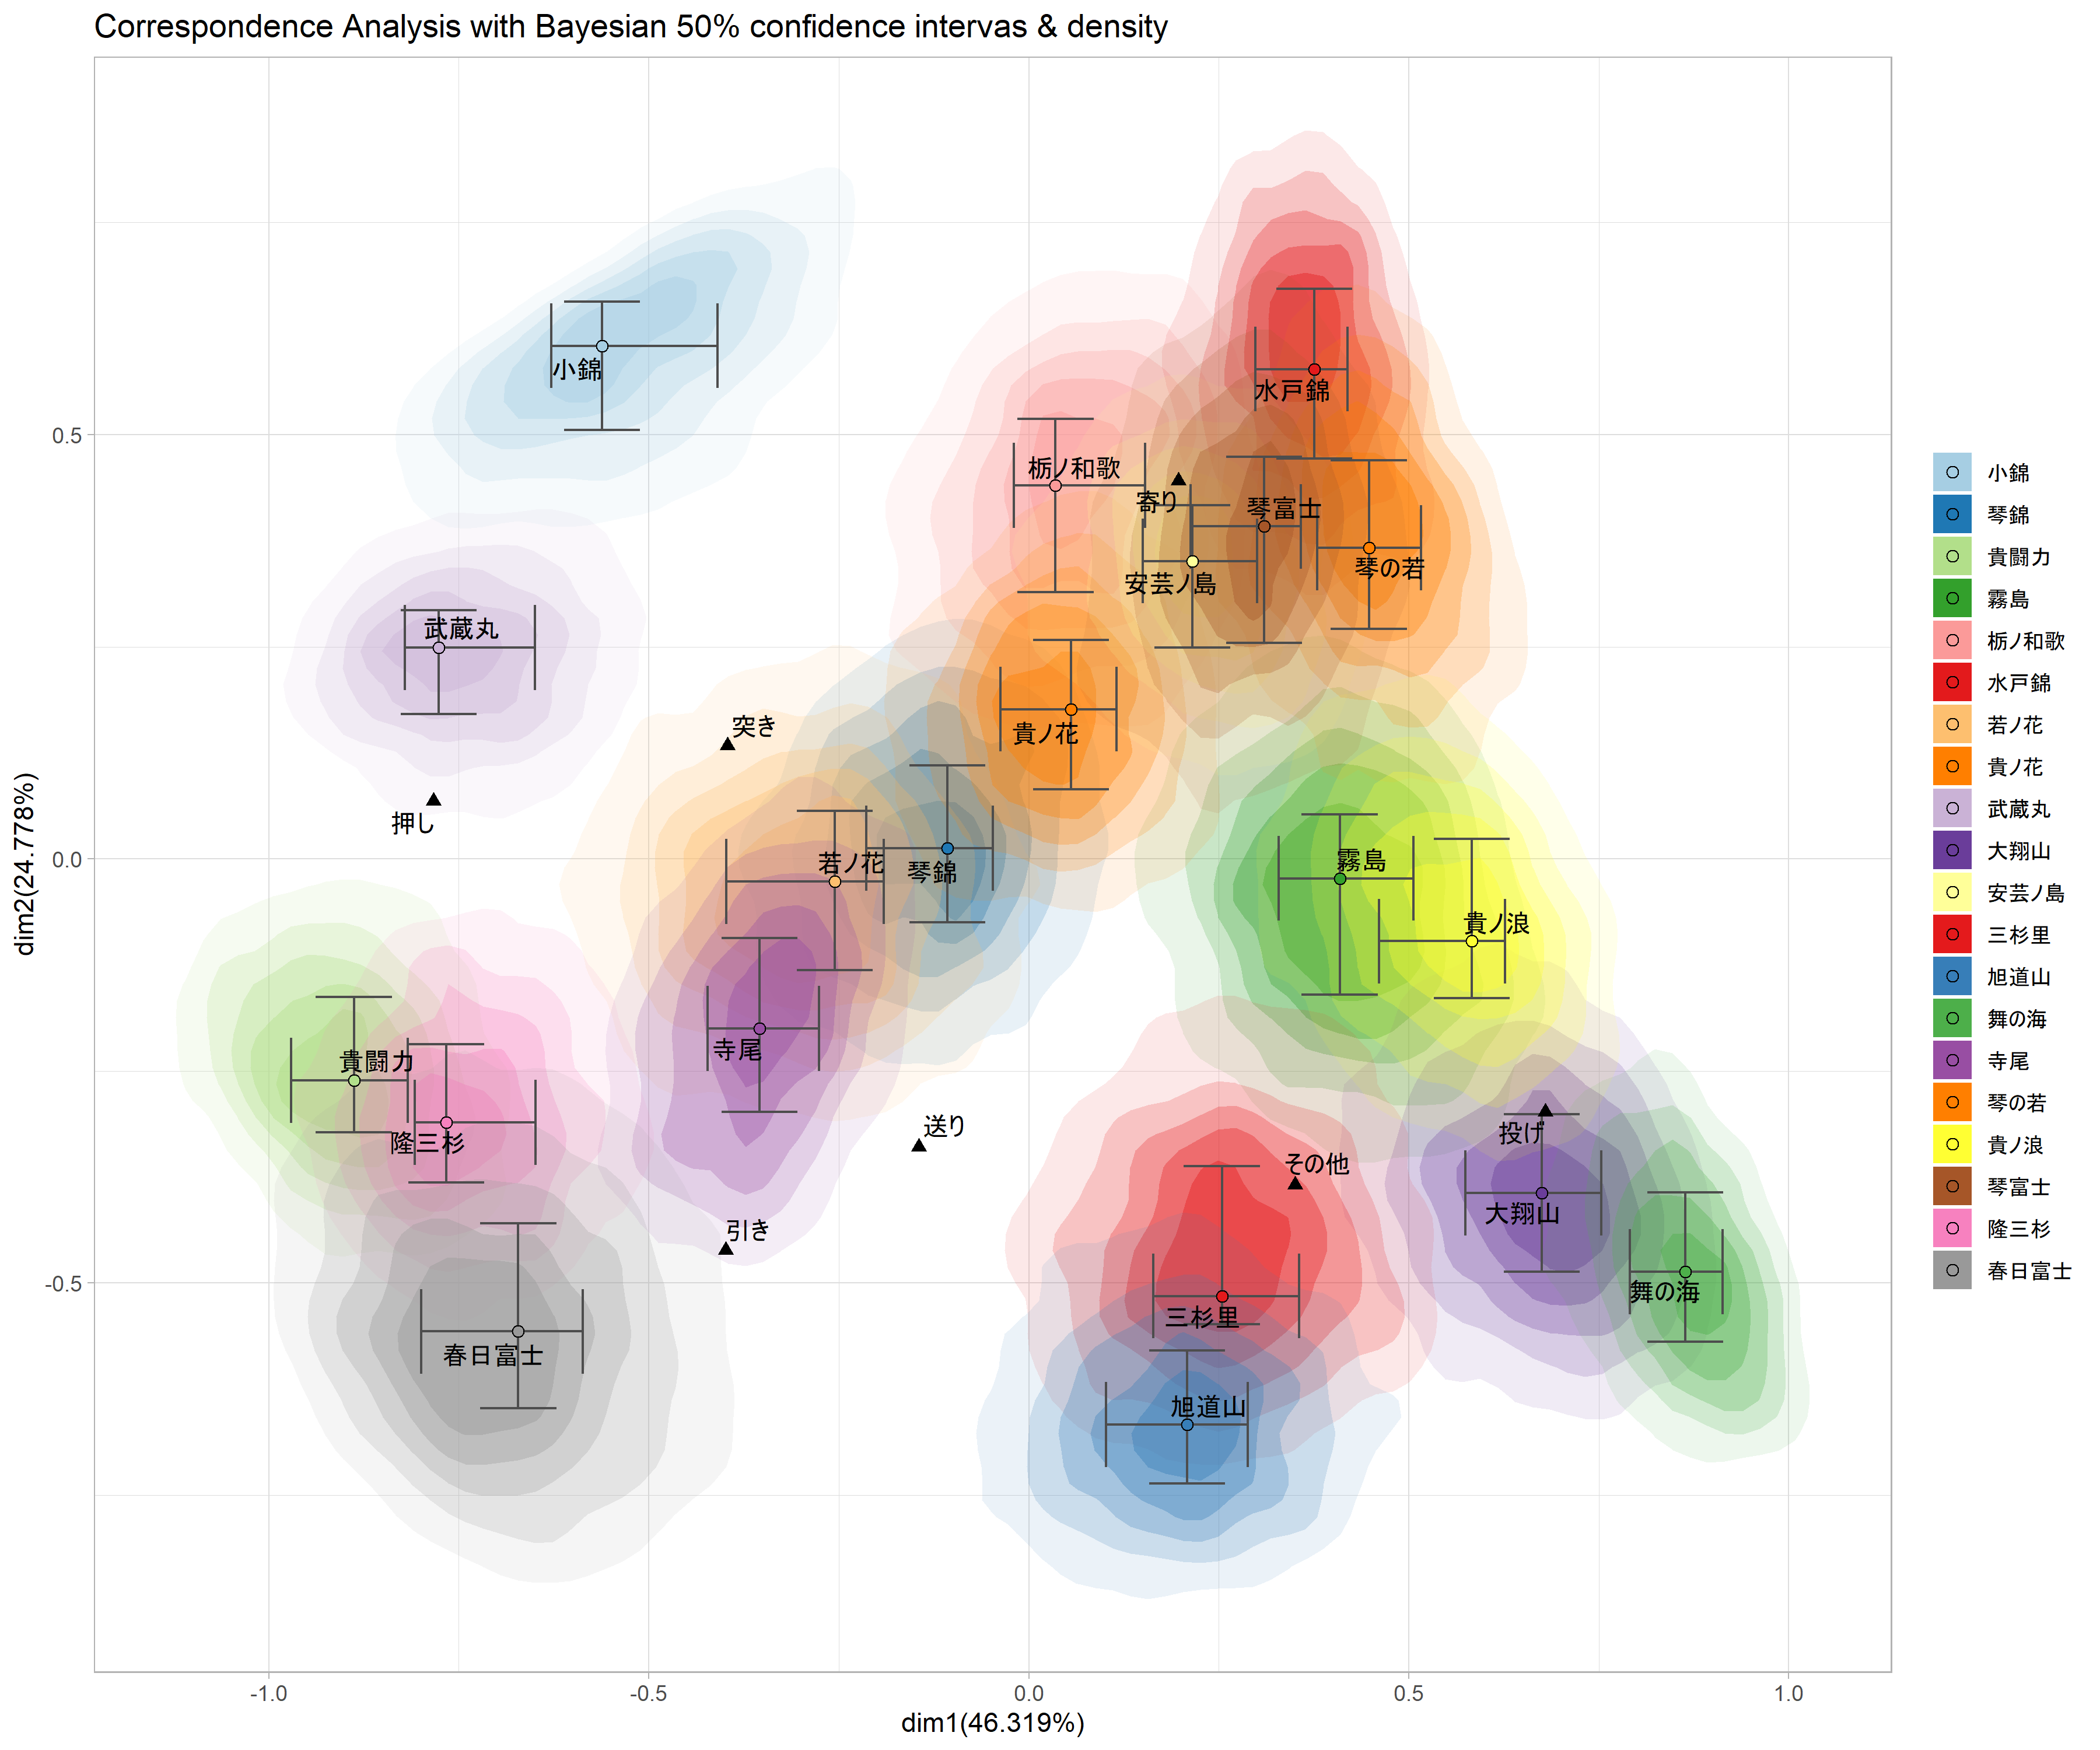 Correspondence Analysis with Bayesian 50% confidence intervas & density
小錦
水戸錦
栃ノ和歌
寄り
琴富士
琴の若
安芸ノ島
武蔵丸
貴ノ花
突き
押し
若ノ花
琴錦
霧島
貴ノ浪
寺尾
貴闘力
隆三杉
送り
投げ
その他
大翔山
引き
舞の海
三杉里
春日富士
旭道山
0.5
0.0
-0.5
dim2(24.778%)
-1.0
-0.5
0.0
0.5
1.0
dim1(46.319%)
小錦
琴錦
貴闘力
霧島
栃ノ和歌
水戸錦
若ノ花
貴ノ花
武蔵丸
大翔山
安芸ノ島
三杉里
旭道山
舞の海
寺尾
琴の若
貴ノ浪
琴富士
隆三杉
春日富士